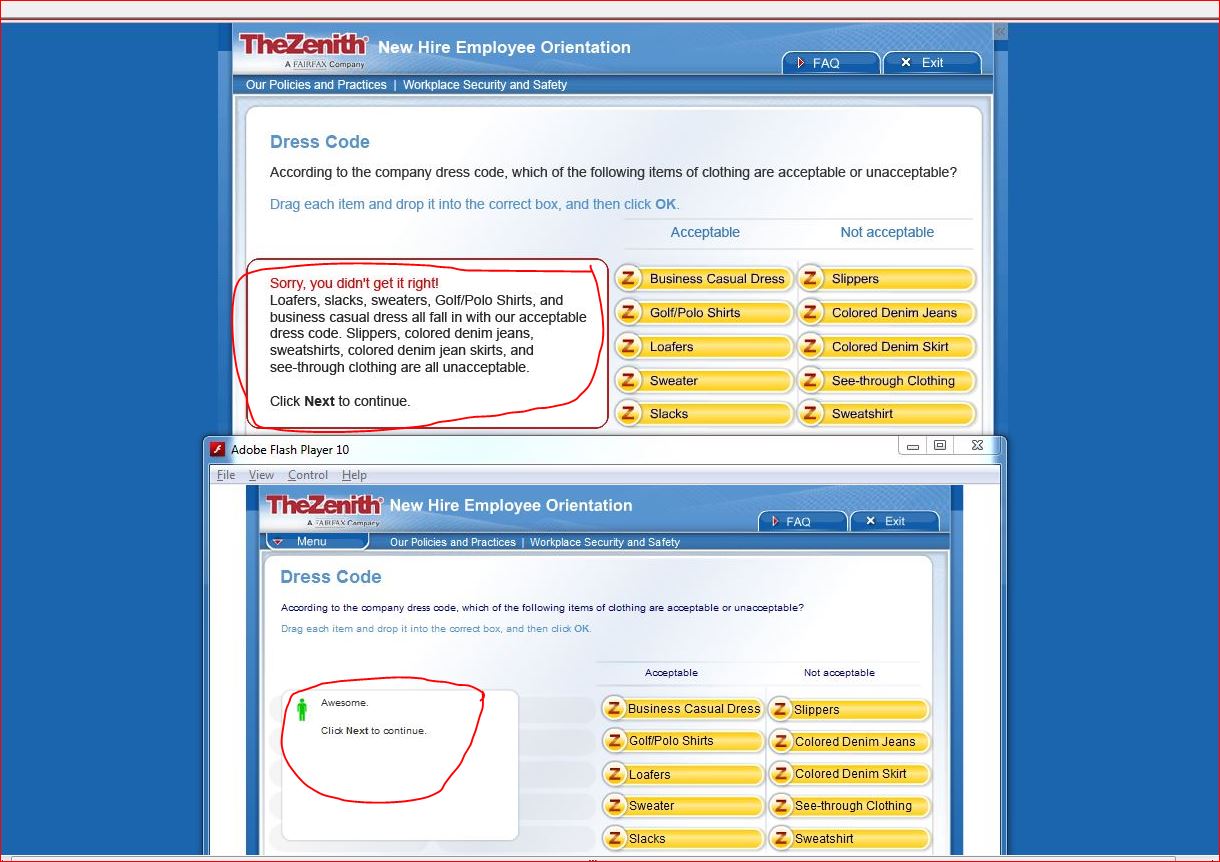 TheZenith New Hire Employee Orientation
A FAIRFAX Company
FAQ Exit
Our Policies and Practices | Workplace Security and Safety
Dress Code
According to the company dress code, which of the following items of clothing are acceptable or unacceptable?
Drag each item and drop it into the correct box, and then click OK.
Acceptable Not acceptable
Sorry, you didn't get it right!
Loafers, slacks, sweaters, Golf/Polo Shirts, and
business casual dress all fall in with our acceptable
dress code. Slippers, colored denim jeans,
sweatshirts, colored denim jean skirts, and
see-through clothing are all unacceptable.
Click Next to continue.
Z Business Casual Dress Z Slippers
Z Golf/Polo Shirts Z Colored Denim Jeans
Z Loafers Z Colored Denim Skirt
Z Sweater Z See-through Clothing
Z Slacks Z Sweatshirt
Adobe Flash Player 10
File View Control Help
TheZenith New Hire Employee Orientation
A FAIRFAX Company
FAQ Exit
Menu Our Policies and Practices | Workplace Security and Safety
Dress Code
According to the company dress code, which of the following items of clothing are acceptable or unacceptable?
Drag each item and drop it into the correct box, and then click OK.
Acceptable Not acceptable
Awesome.
Click Next to continue.
Z Business Casual Dress Z Slippers
Z Golf/Polo Shirts Z Colored Denim Jeans
Z Loafers Z Colored Denim Skirt
Z Sweater Z See-through Clothing
Z Slacks Z Sweatshirt